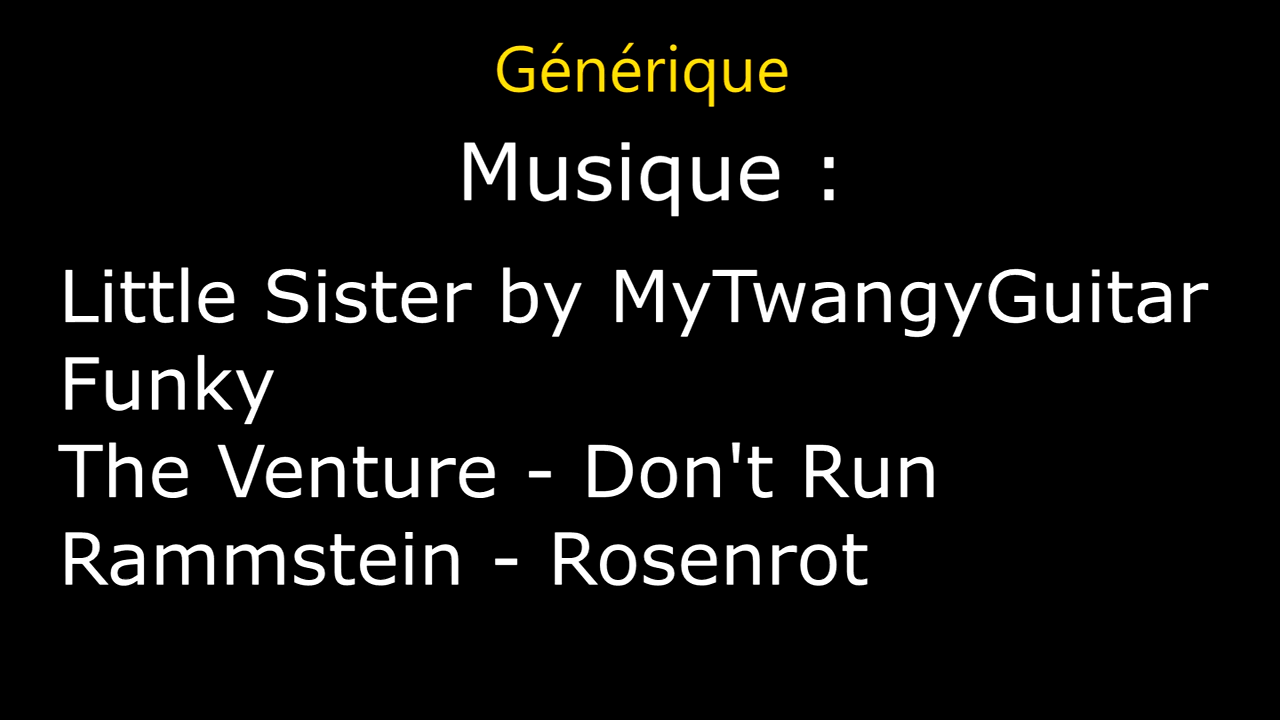 Générique
Musique :
Little Sister by MyTwangyGuitar
Funky
The Venture - Don't Run
Rammstein - Rosenrot